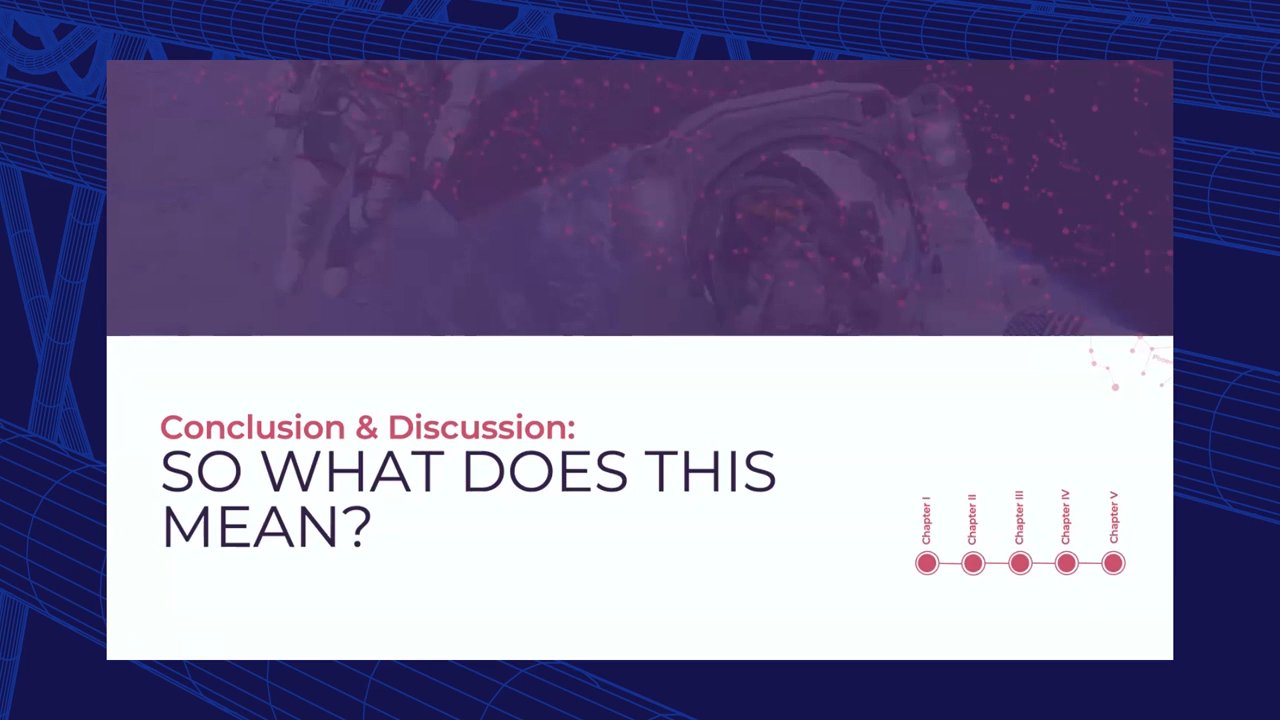 Conclusion & Discussion:
SO WHAT DOES THIS
MEAN?
Chapter I
Chapter II
Chapter III
Chapter IV
Chapter V